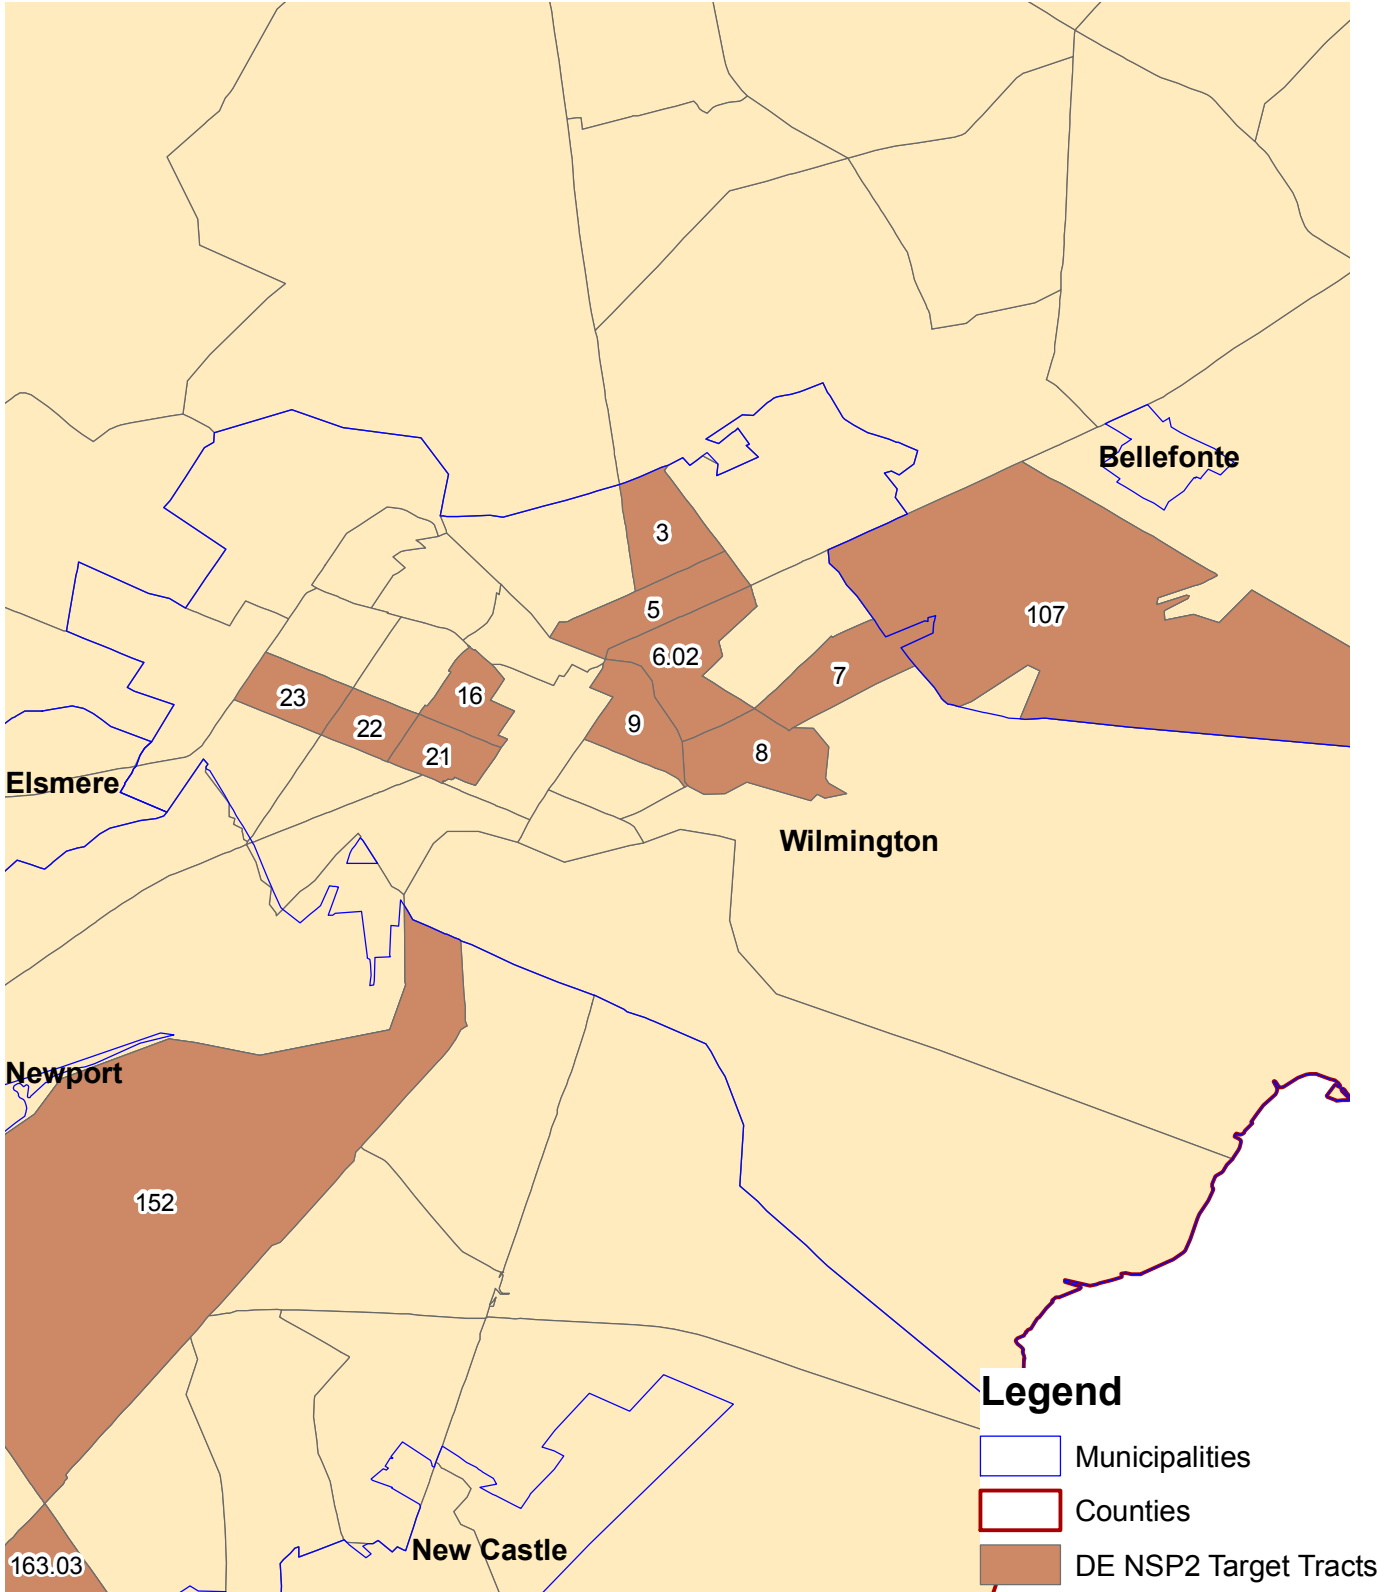 Bellefonte
3
5
107
6.02
7
23
16
22
9
21
8
Elsmere
Wilmington
Newport
152
Legend
Municipalities
Counties
New Castle
163.03
DE NSP2 Target Tracts